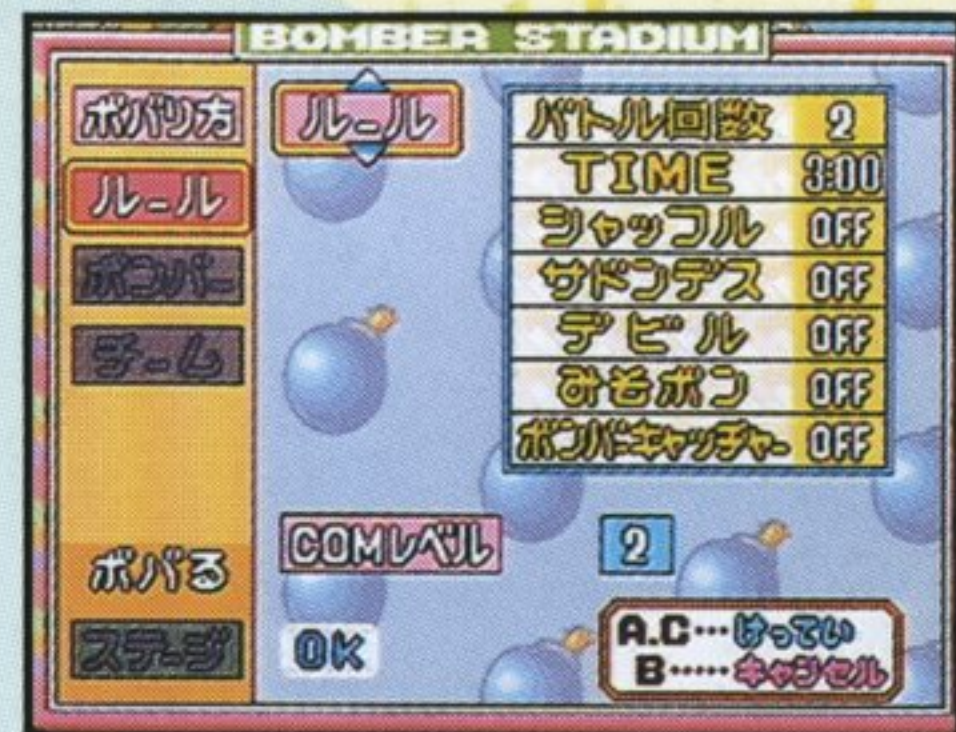 BOMBER STADIUM
ボバり方
ルール
ボンバー
チーム
ボバる
ステージ
ルール
バトル回数 2
TIME 3:00
シャッフル OFF
サドンデス OFF
デビル OFF
みそボン OFF
ボンバーキャッチャー OFF
COMレベル 2
OK
A.C…けってい
B……キャンセル